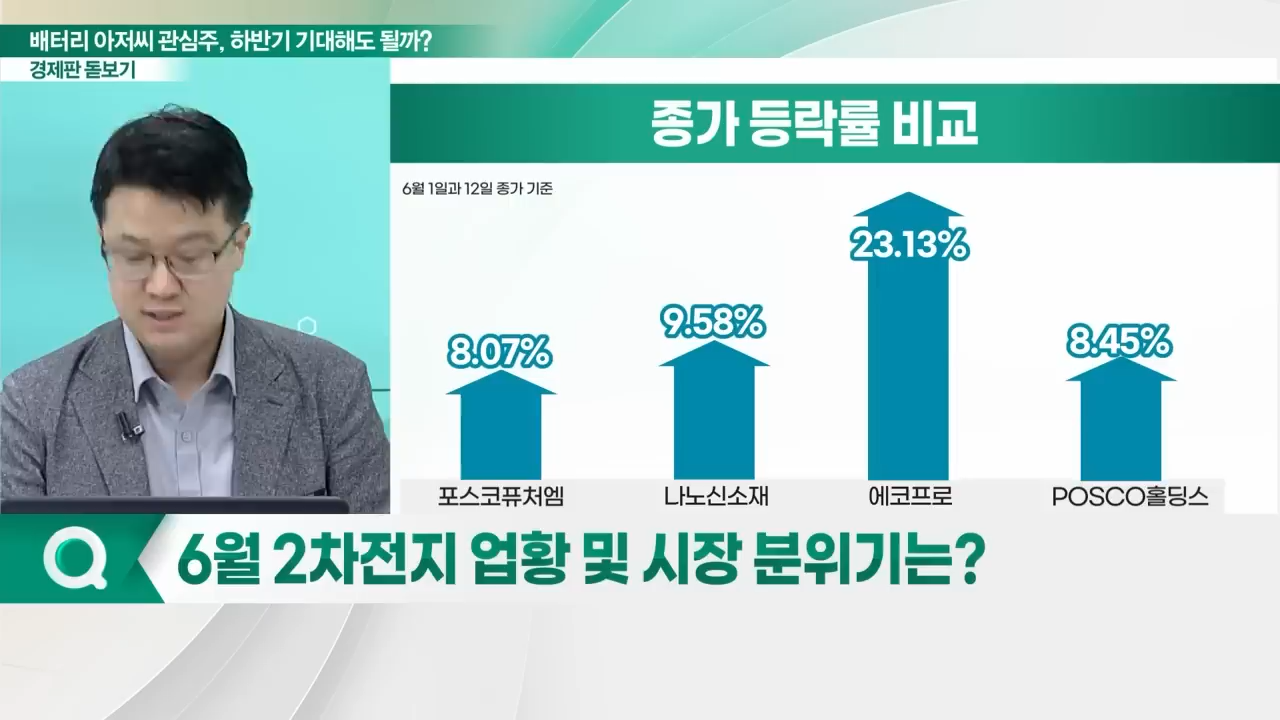 배터리 아저씨 관심주, 하반기 기대해도 될까?
경제판 돋보기
종가 등락률 비교
6월 1일과 12일 종가 기준
8.07%
9.58%
23.13%
8.45%
포스코퓨처엠
나노신소재
에코프로
POSCO홀딩스
6월 2차전지 업황 및 시장 분위기는?